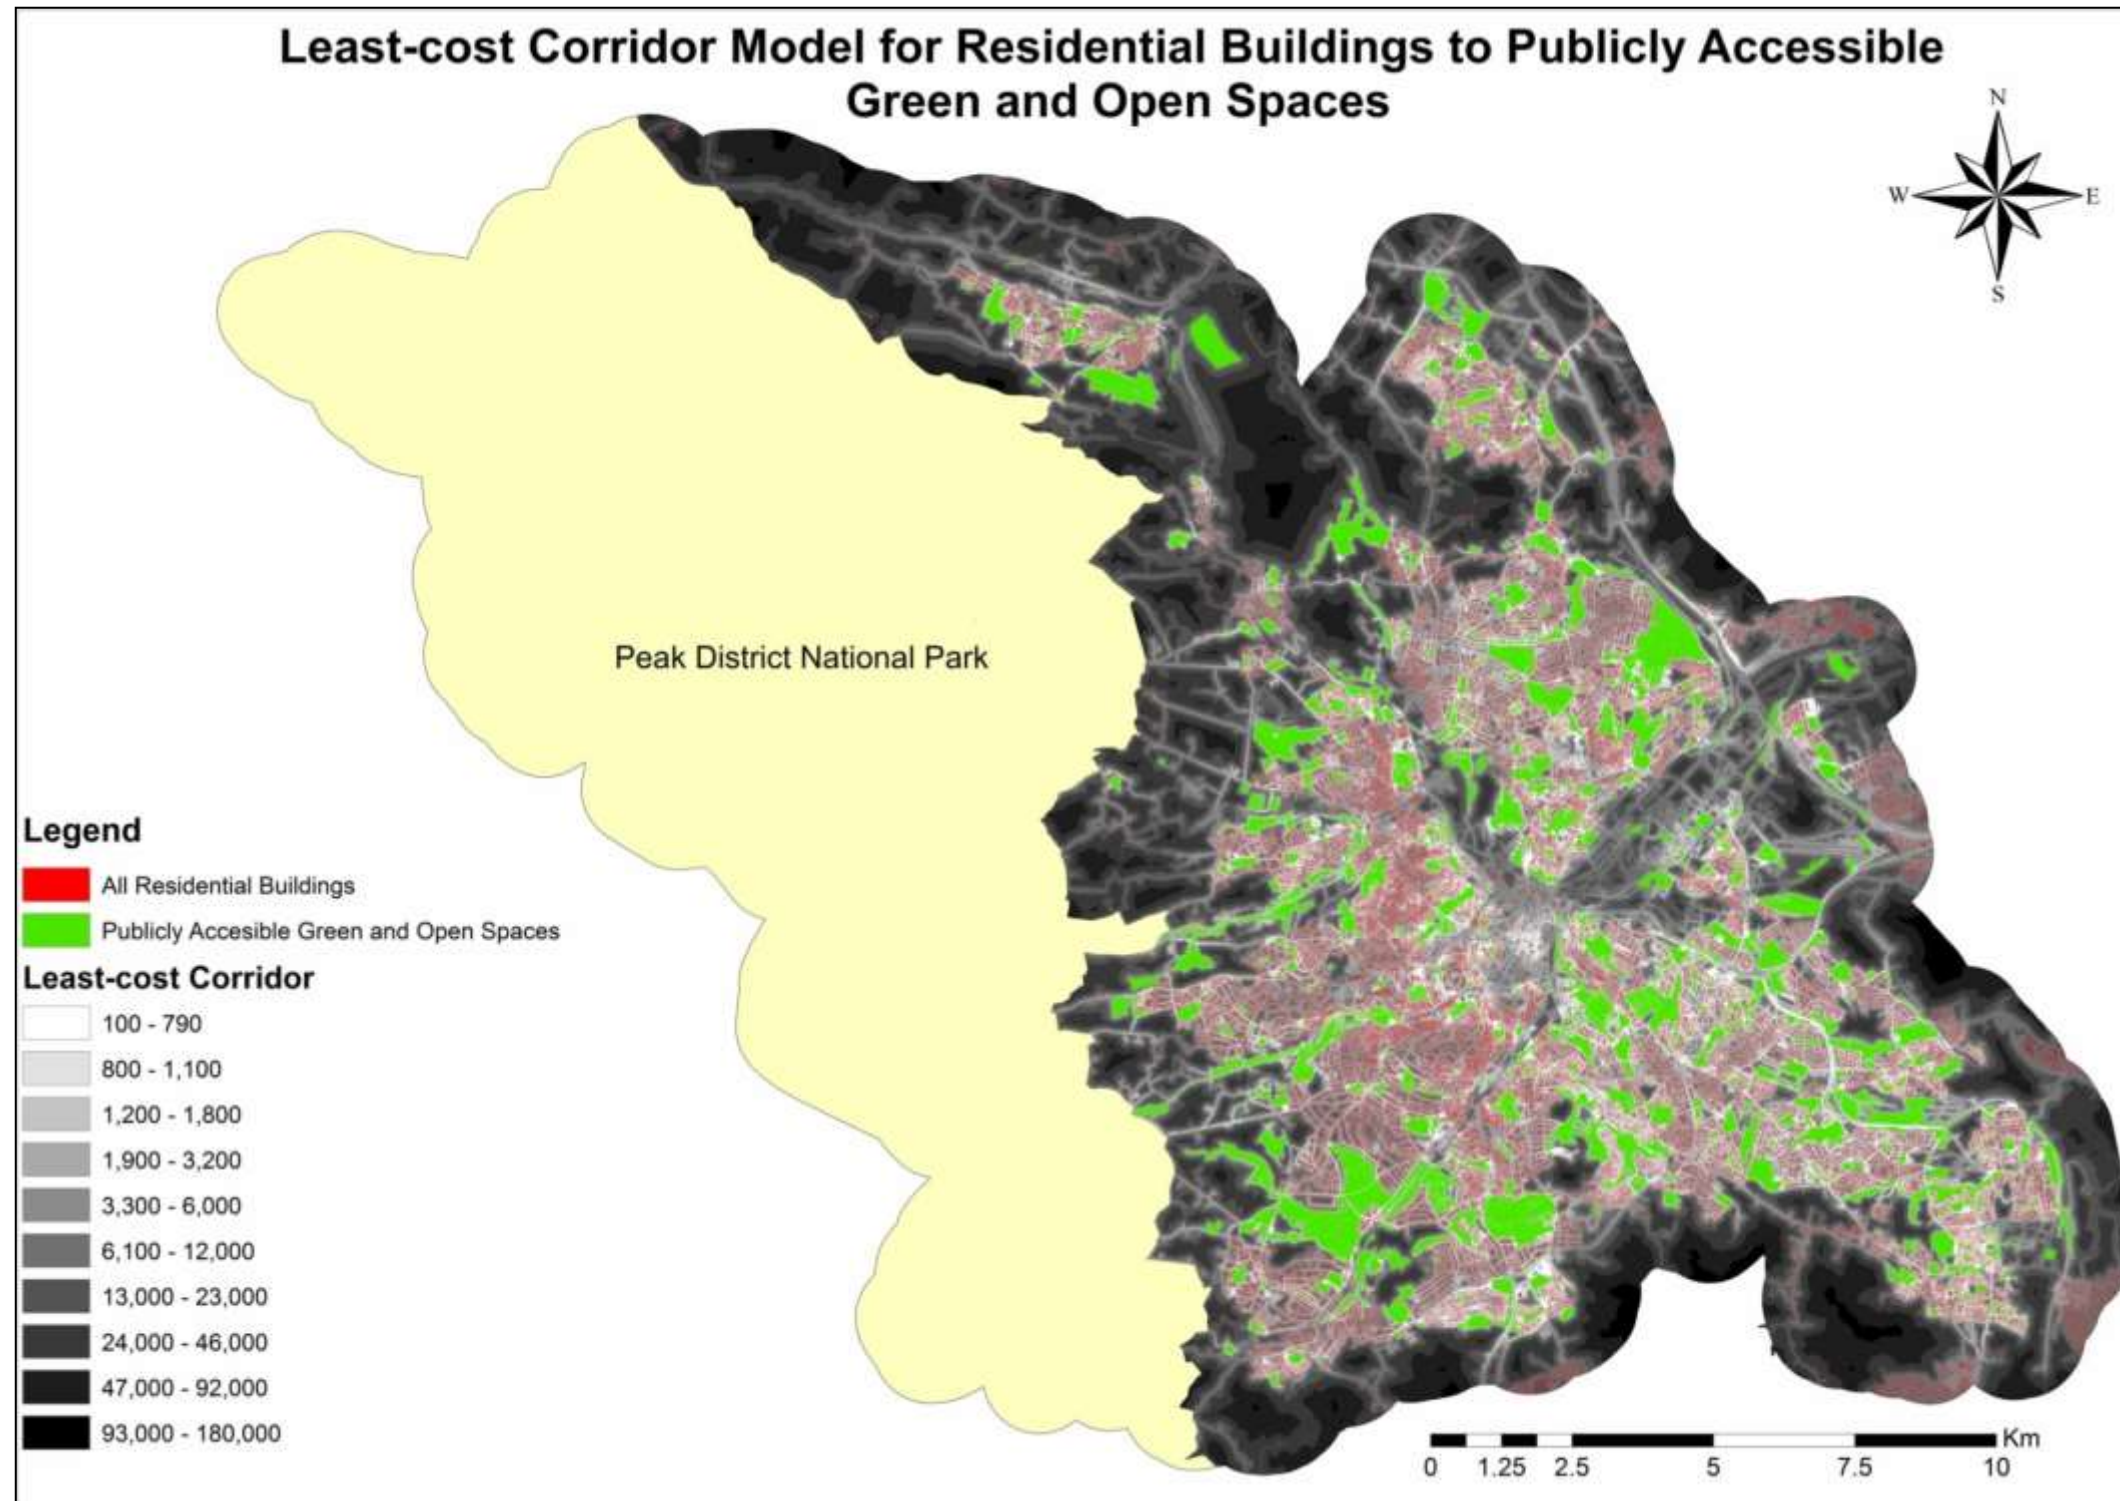 Least-cost Corridor Model for Residential Buildings to Publicly Accessible
Green and Open Spaces
N
W
E
S
Peak District National Park
Legend
All Residential Buildings
Publicly Accesible Green and Open Spaces
Least-cost Corridor
100 - 790
800 - 1,100
1,200 - 1,800
1,900 - 3,200
3,300 - 6,000
6,100 - 12,000
13,000 - 23,000
24,000 - 46,000
47,000 - 92,000
93,000 - 180,000
Km
0 1.25 2.5 5 7.5 10